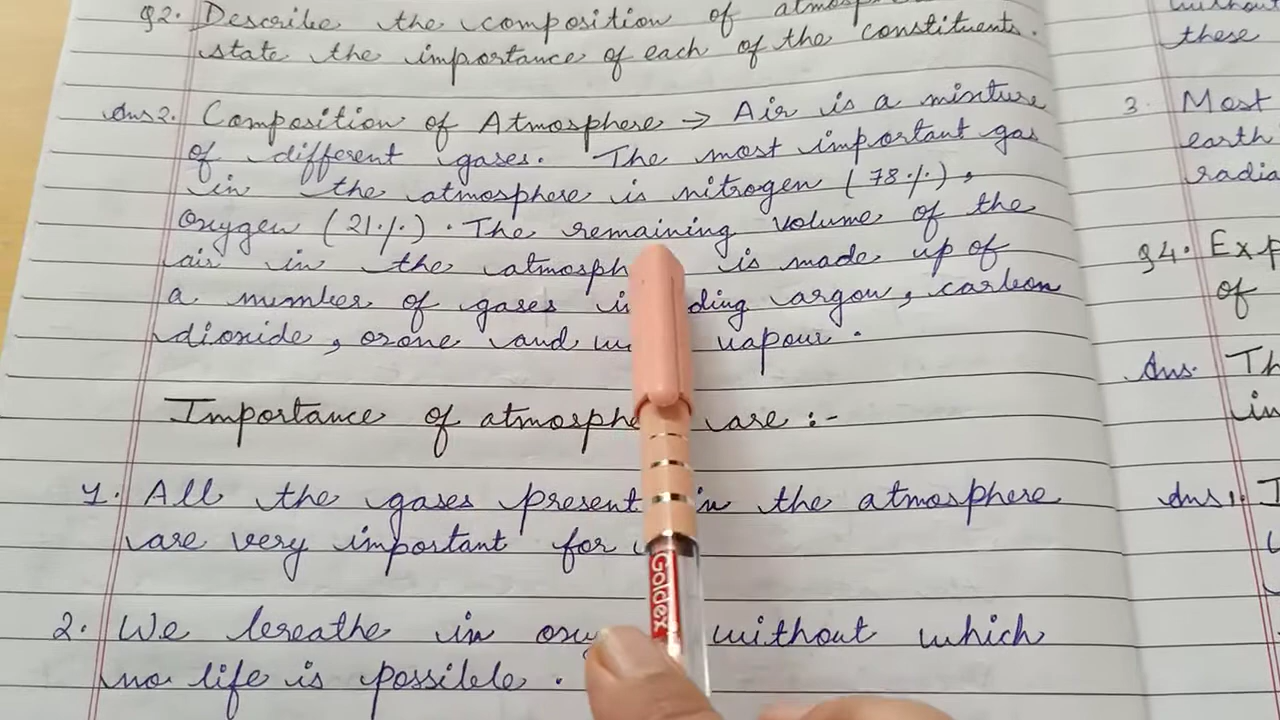 Q2. Describe the composition of
state the importance of each of the constituents.
Ans2. Composition of Atmosphere → Air is a mixture
of different gases. The most important gas
in the atmosphere is nitrogen (78%),
oxygen (21%). The remaining volume of the
air in the atmosph is made up of
a number of gases in ding argon, carbon
dioxide, ozone and vapour.
Importance of atmosphe are :-
1. All the gases present in the atmosphere
are very important for
2. We breathe in oxy without which
no life is possible.
these
3. Most
earth
radia
Q4. Exp
of
Ans. Th
in
Ans 1. I
Goldex